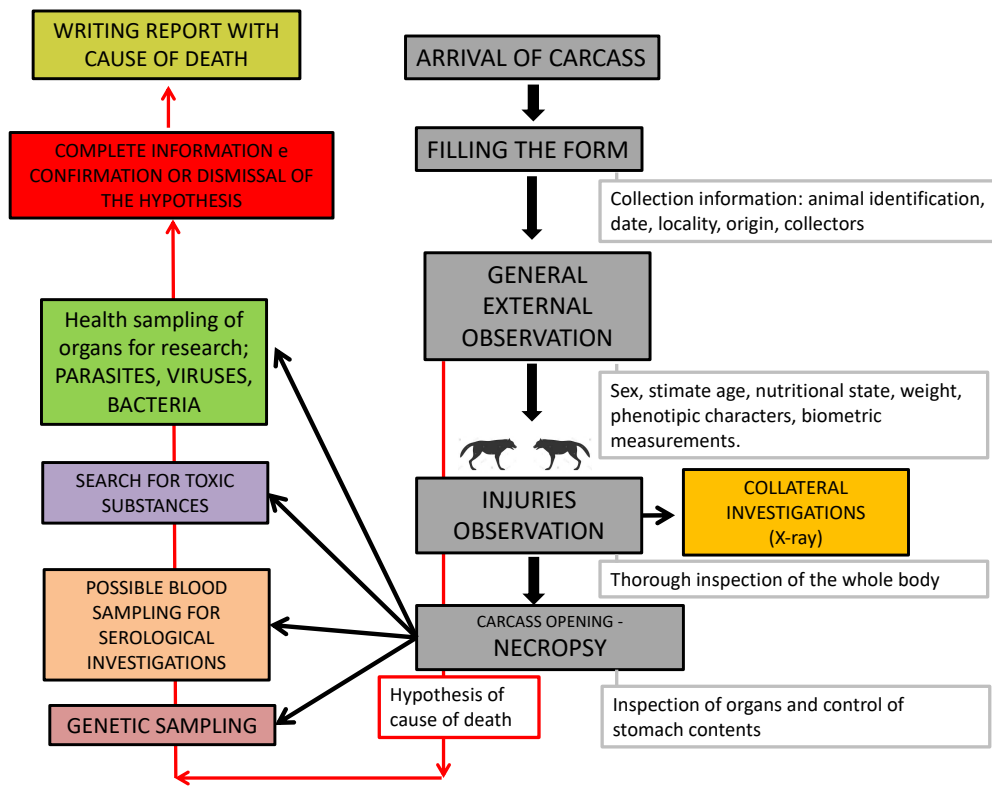 WRITING REPORT WITH
CAUSE OF DEATH
ARRIVAL OF CARCASS
COMPLETE INFORMATION e
CONFIRMATION OR DISMISSAL OF
THE HYPOTHESIS
FILLING THE FORM
Collection information: animal identification,
date, locality, origin, collectors
GENERAL
EXTERNAL
OBSERVATION
Health sampling of
organs for research;
PARASITES, VIRUSES,
BACTERIA
Sex, stimate age, nutritional state, weight,
phenotipic characters, biometric
measurements.
SEARCH FOR TOXIC
SUBSTANCES
INJURIES
OBSERVATION
COLLATERAL
INVESTIGATIONS
(X-ray)
Thorough inspection of the whole body
POSSIBLE BLOOD
SAMPLING FOR
SEROLOGICAL
INVESTIGATIONS
CARCASS OPENING -
NECROPSY
Hypothesis of
cause of death
Inspection of organs and control of
stomach contents
GENETIC SAMPLING